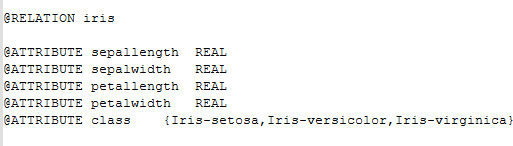 @RELATION iris
@ATTRIBUTE sepallength  REAL
@ATTRIBUTE sepalwidth   REAL
@ATTRIBUTE petallength  REAL
@ATTRIBUTE petalwidth   REAL
@ATTRIBUTE class    {Iris-setosa,Iris-versicolor,Iris-virginica}